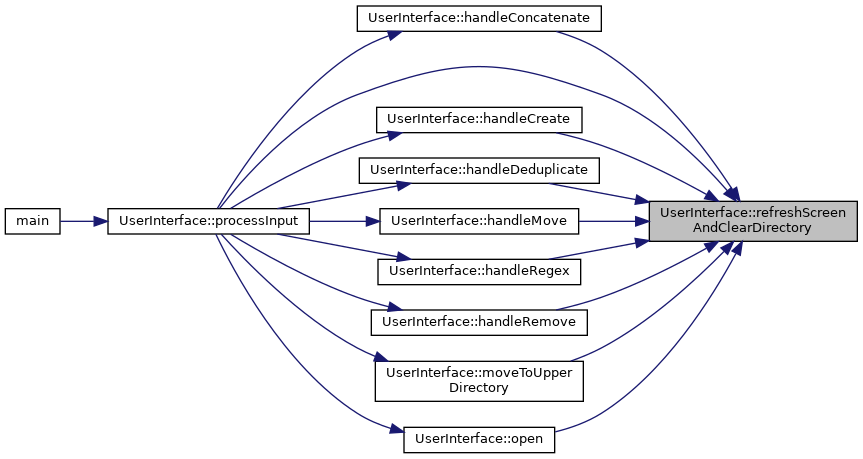 UserInterface::handleConcatenate
UserInterface::handleCreate
UserInterface::handleDeduplicate
main
UserInterface::processInput
UserInterface::handleMove
UserInterface::refreshScreen
AndClearDirectory
UserInterface::handleRegex
UserInterface::handleRemove
UserInterface::moveToUpper
Directory
UserInterface::open